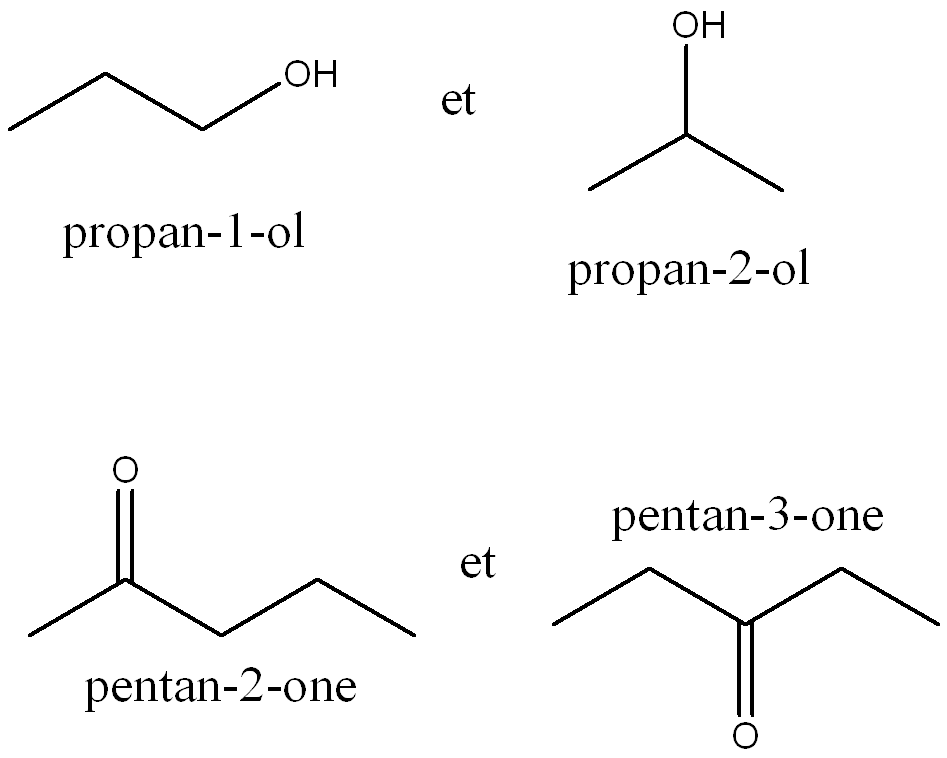 OH
OH
et
propan-1-ol
propan-2-ol
O
pentan-3-one
et
pentan-2-one
O